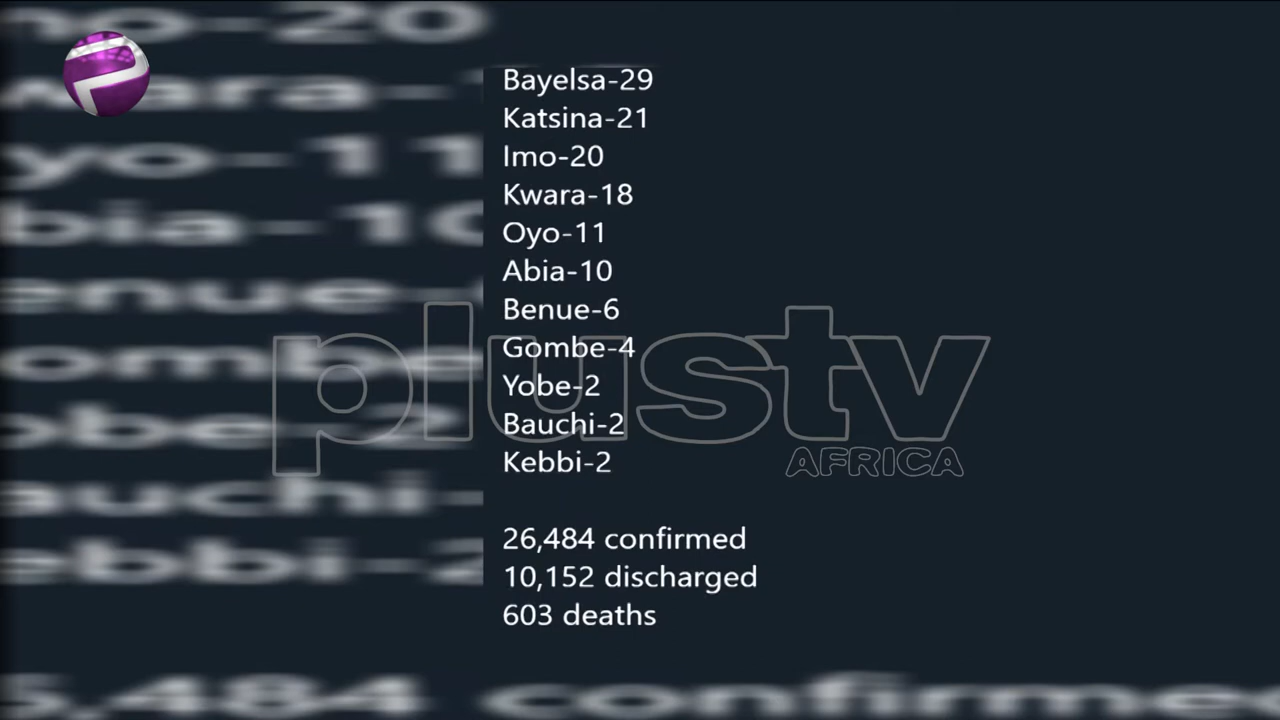 Bayelsa-29
Katsina-21
Imo-20
Kwara-18
Oyo-11
Abia-10
Benue-6
Gombe-4
Yobe-2
Bauchi-2
Kebbi-2
26,484 confirmed
10,152 discharged
603 deaths
plustv
AFRICA